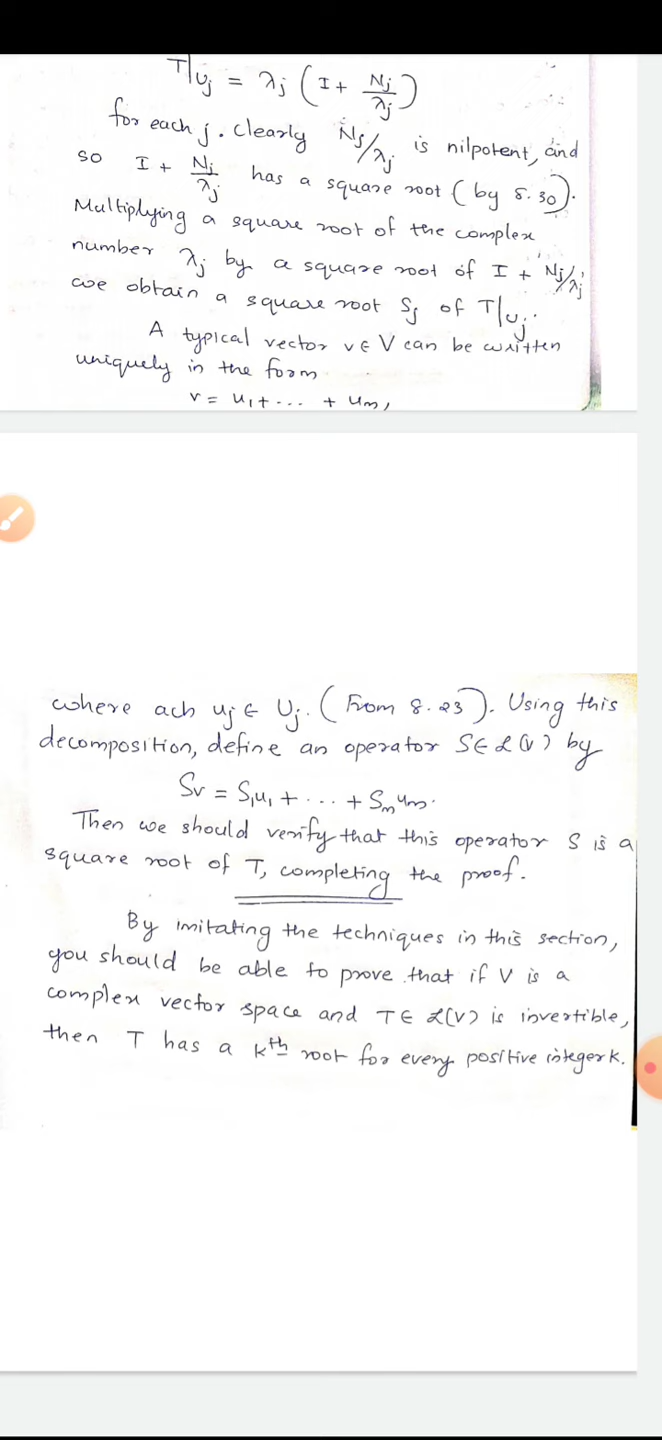 T|Uj = λj (I + Nj/λj)
for each j. Clearly Nj/λj is nilpotent, and
so I + Nj/λj has a square root (by 8.30).
Multiplying a square root of the complex
number λj by a square root of I + Nj/λj
we obtain a square root Sj of T|Uj.
A typical vector v ∈ V can be written
uniquely in the form
v = u1 + ... + um,
where ach uj ∈ Uj. (From 8.23). Using this
decomposition, define an operator S ∈ L(V) by
Sv = S1u1 + ... + Smum.
Then we should verify that this operator S is a
square root of T, completing the proof.
By imitating the techniques in this section,
you should be able to prove that if V is a
complex vector space and T ∈ L(V) is invertible,
then T has a kth root for every positive integer k.